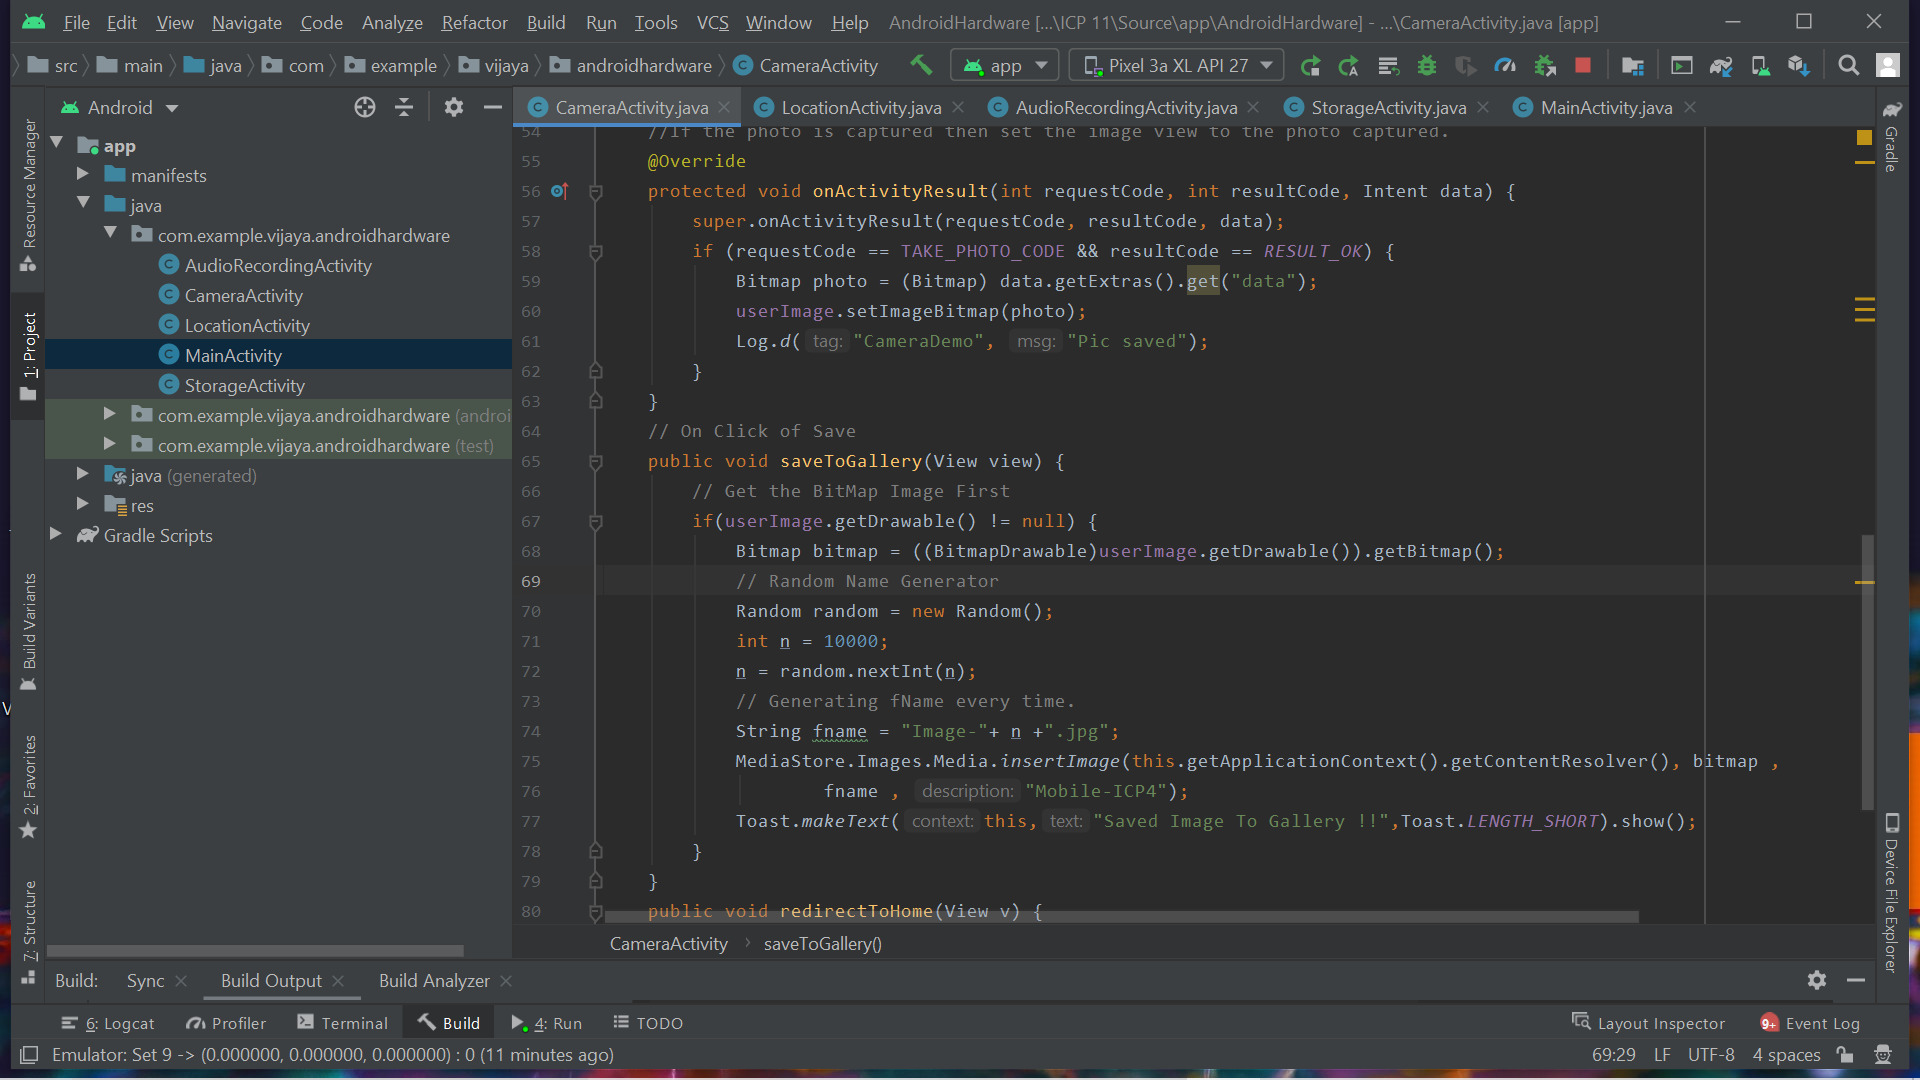 File Edit View Navigate Code Analyze Refactor Build Run Tools VCS Window Help AndroidHardware [...\ICP 11\Source\app\AndroidHardware] - ...\CameraActivity.java [app]
src main java com example vijaya androidhardware CameraActivity app Pixel 3a XL API 27
Android
CameraActivity.java LocationActivity.java AudioRecordingActivity.java StorageActivity.java MainActivity.java
Resource Manager
1: Project
Build Variants
2: Favorites
7: Structure
app
manifests
java
com.example.vijaya.androidhardware
AudioRecordingActivity
CameraActivity
LocationActivity
MainActivity
StorageActivity
com.example.vijaya.androidhardware (androi
com.example.vijaya.androidhardware (test)
java (generated)
res
Gradle Scripts
54 //If the photo is captured then set the image view to the photo captured.
55 @Override
56 protected void onActivityResult(int requestCode, int resultCode, Intent data) {
57 super.onActivityResult(requestCode, resultCode, data);
58 if (requestCode == TAKE_PHOTO_CODE && resultCode == RESULT_OK) {
59 Bitmap photo = (Bitmap) data.getExtras().get("data");
60 userImage.setImageBitmap(photo);
61 Log.d( tag: "CameraDemo", msg: "Pic saved");
62 }
63 }
64 // On Click of Save
65 public void saveToGallery(View view) {
66 // Get the BitMap Image First
67 if(userImage.getDrawable() != null) {
68 Bitmap bitmap = ((BitmapDrawable)userImage.getDrawable()).getBitmap();
69 // Random Name Generator
70 Random random = new Random();
71 int n = 10000;
72 n = random.nextInt(n);
73 // Generating fName every time.
74 String fname = "Image-"+ n +".jpg";
75 MediaStore.Images.Media.insertImage(this.getApplicationContext().getContentResolver(), bitmap ,
76 fname , description: "Mobile-ICP4");
77 Toast.makeText( context: this, text: "Saved Image To Gallery !!",Toast.LENGTH_SHORT).show();
78 }
79 }
80 public void redirectToHome(View v) {
CameraActivity saveToGallery()
Gradle
Device File Explorer
Build: Sync Build Output Build Analyzer
6: Logcat Profiler Terminal Build 4: Run TODO Layout Inspector 9+ Event Log
Emulator: Set 9 -> (0.000000, 0.000000, 0.000000) : 0 (11 minutes ago) 69:29 LF UTF-8 4 spaces